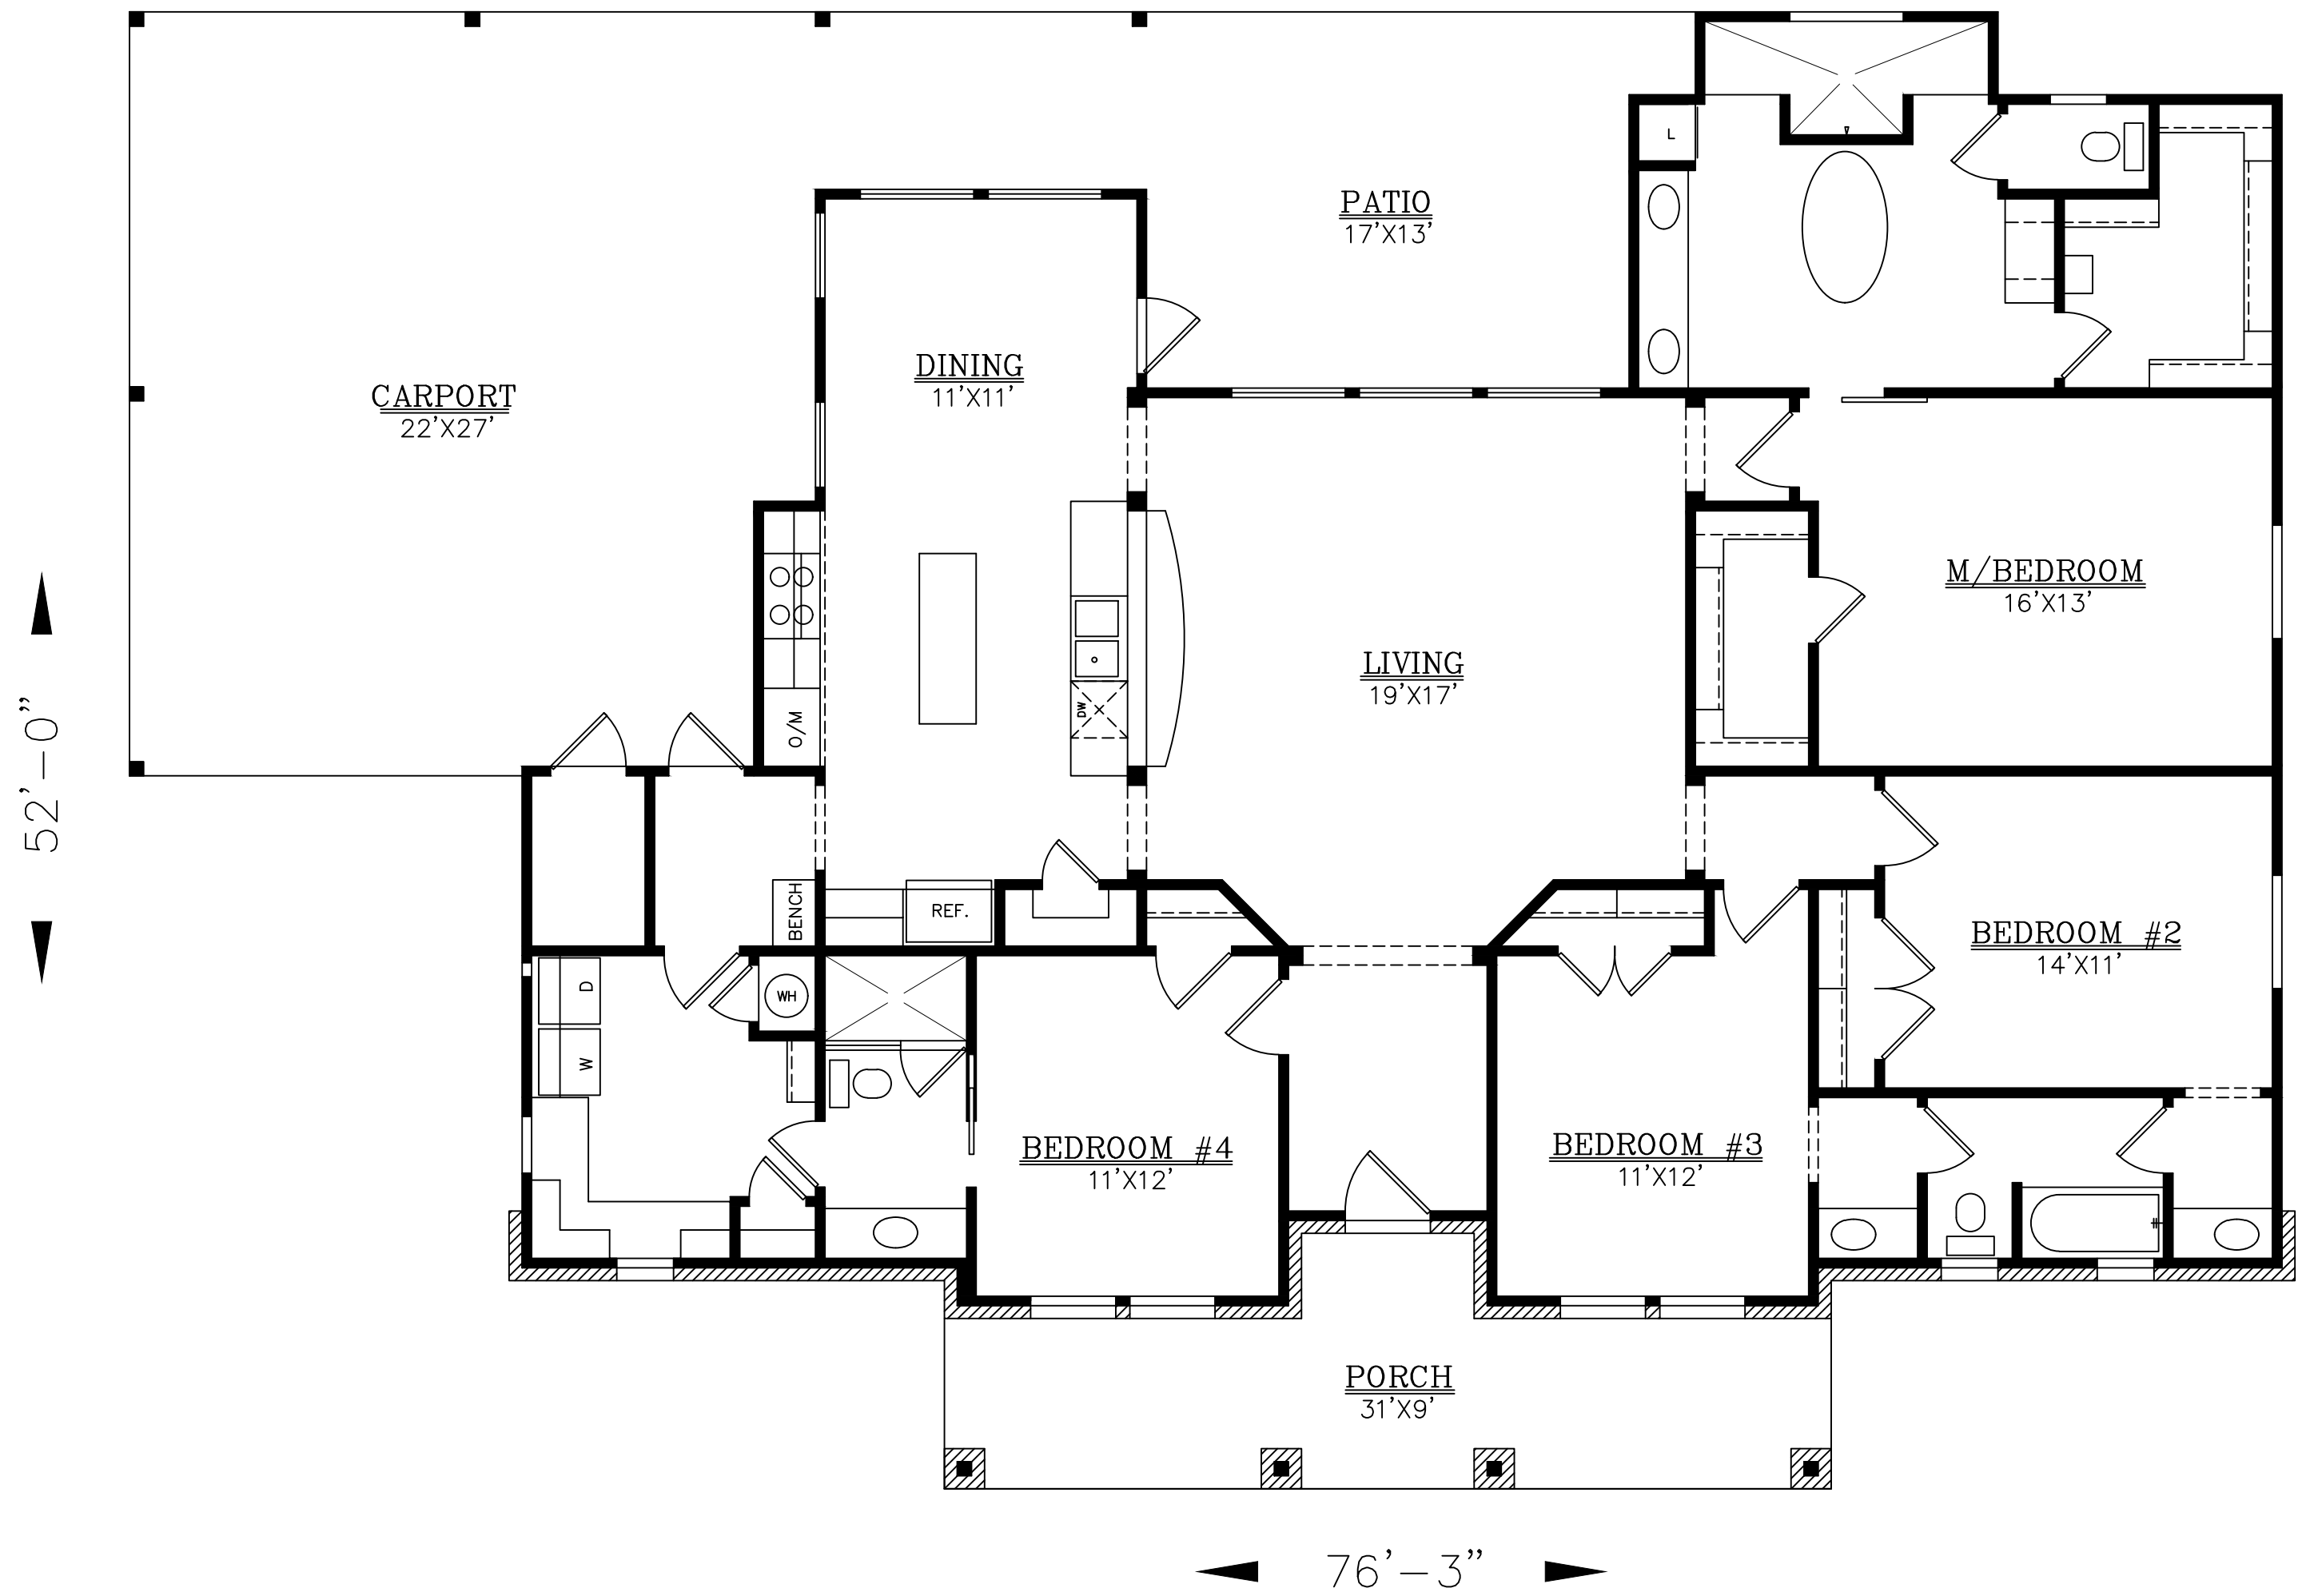 L
PATIO
17'X13'
DINING
11'X11'
CARPORT
22'X27'
M/BEDROOM
16'X13'
LIVING
19'X17'
DW
O/M
52'-0"
BENCH
REF.
BEDROOM #2
14'X11'
D
WH
W
BEDROOM #4
11'X12'
BEDROOM #3
11'X12'
PORCH
31'X9'
76'-3"